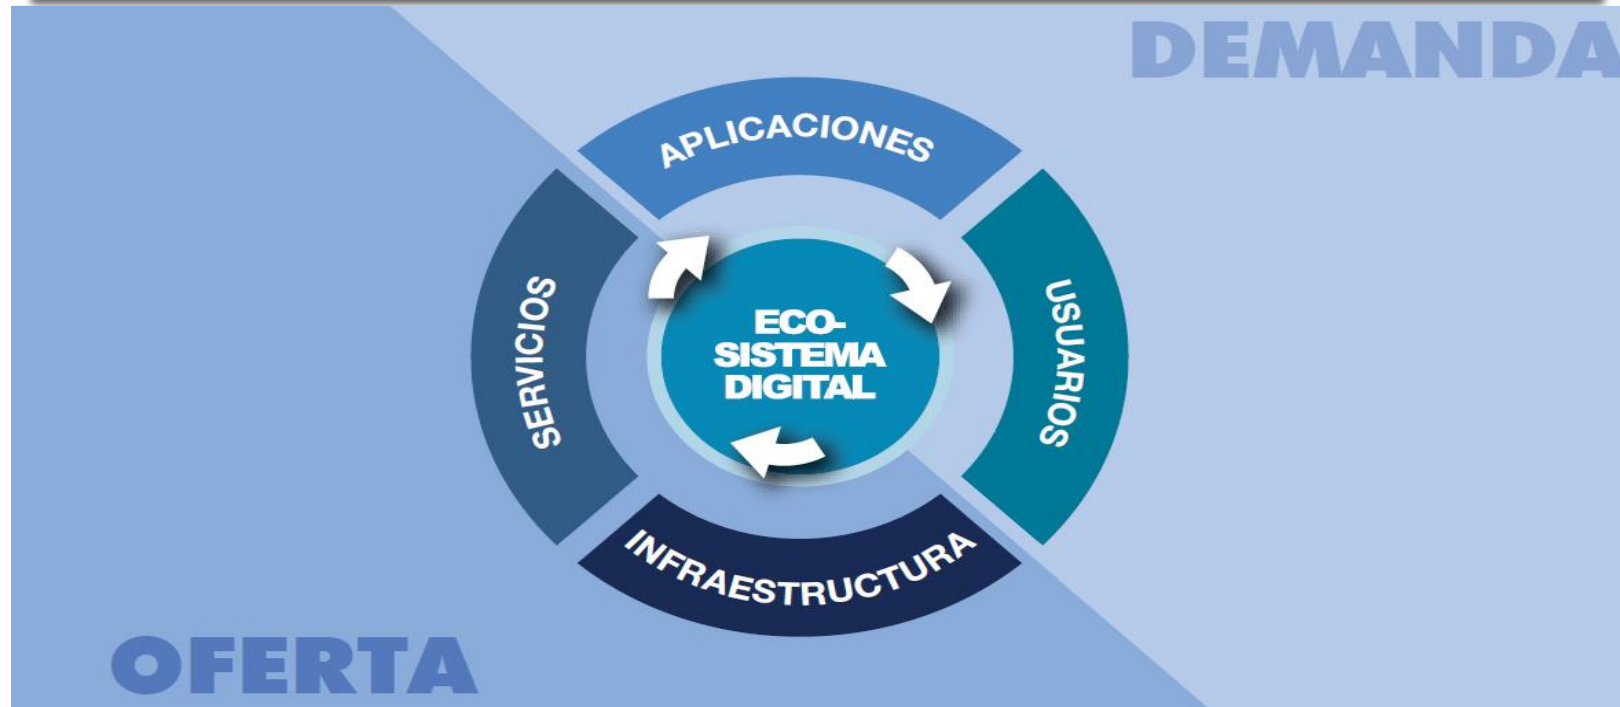 DEMANDA
APLICACIONES
SERVICIOS
USUARIOS
ECO-
SISTEMA
DIGITAL
INFRAESTRUCTURA
OFERTA